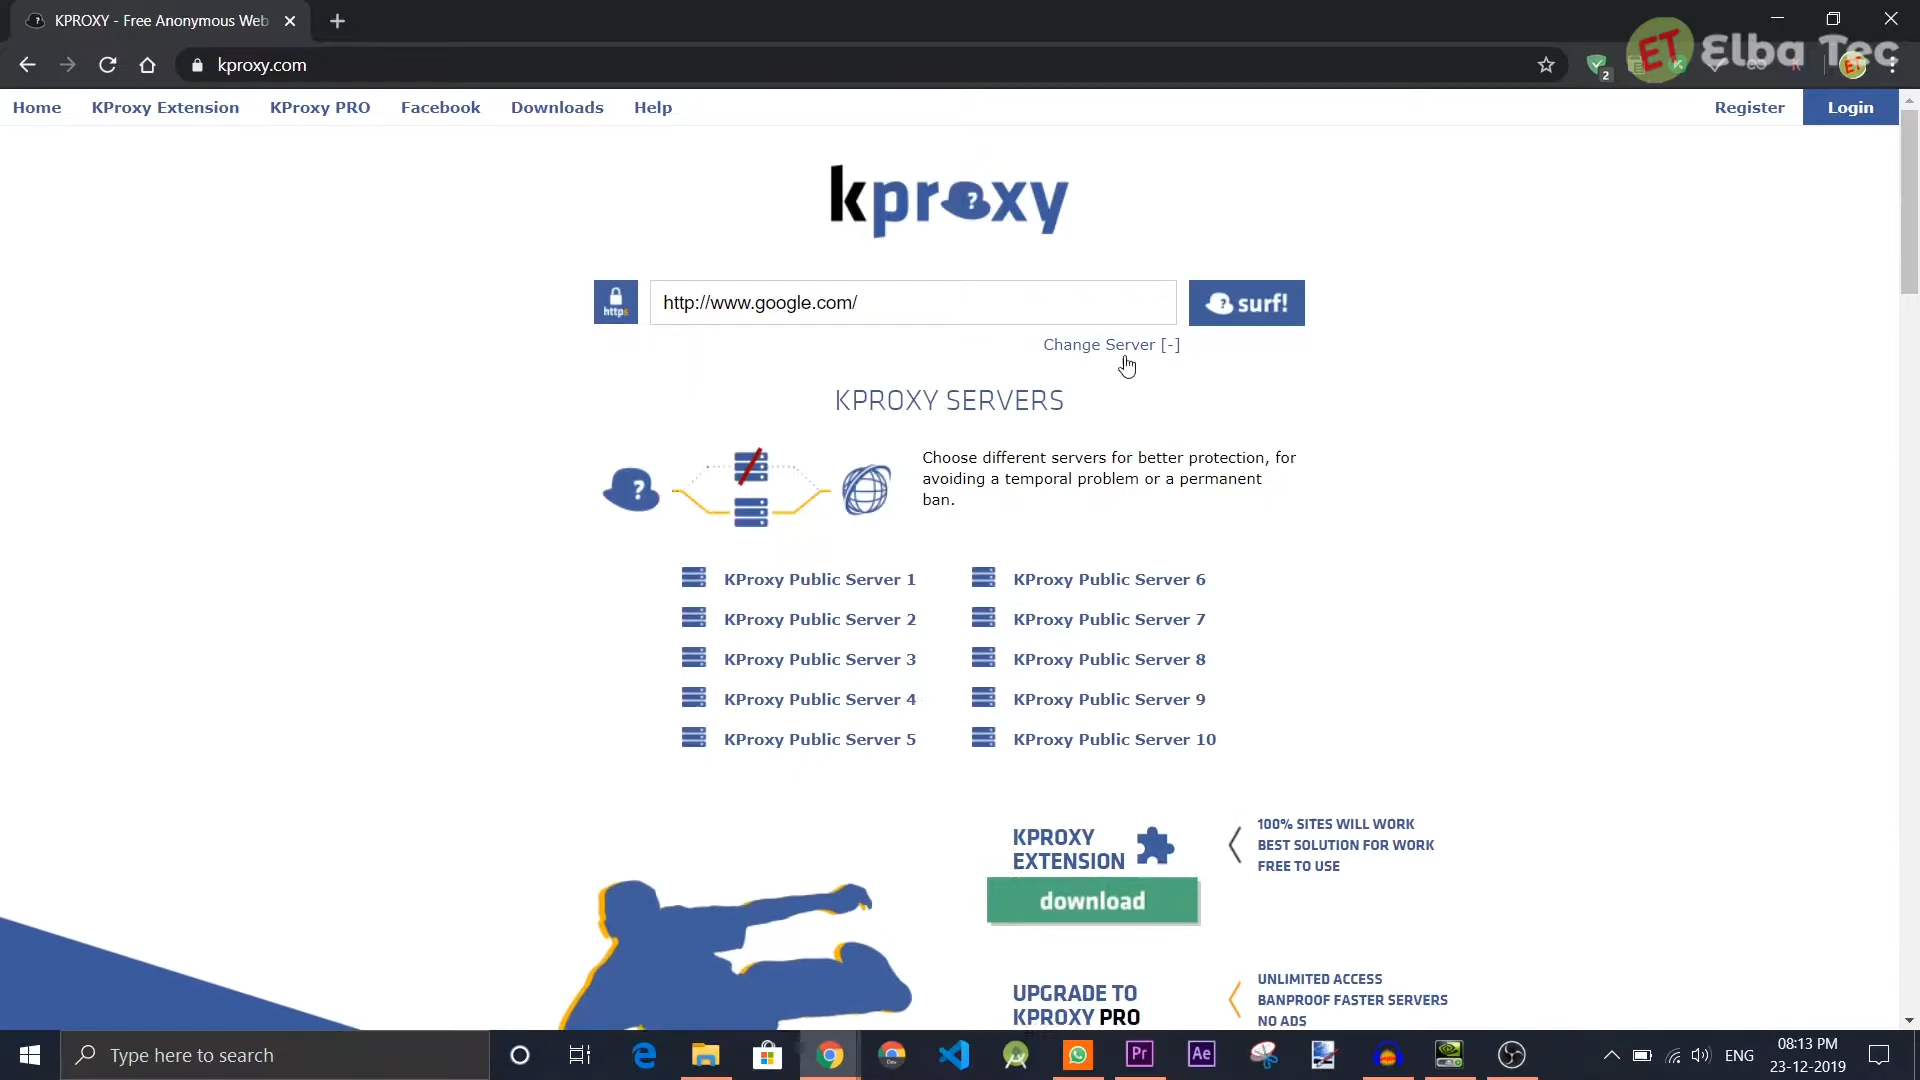 KPROXY - Free Anonymous Web
ET Elba Tec
kproxy.com
2
ET
Home KProxy Extension KProxy PRO Facebook Downloads Help Register Login
kproxy
https http://www.google.com/ surf!
Change Server [-]
KPROXY SERVERS
Choose different servers for better protection, for
avoiding a temporal problem or a permanent
ban.
KProxy Public Server 1
KProxy Public Server 2
KProxy Public Server 3
KProxy Public Server 4
KProxy Public Server 5
KProxy Public Server 6
KProxy Public Server 7
KProxy Public Server 8
KProxy Public Server 9
KProxy Public Server 10
KPROXY
EXTENSION
download
100% SITES WILL WORK
BEST SOLUTION FOR WORK
FREE TO USE
UPGRADE TO
KPROXY PRO
UNLIMITED ACCESS
BANPROOF FASTER SERVERS
NO ADS
Type here to search
Pr
Ae
ENG
08:13 PM
23-12-2019